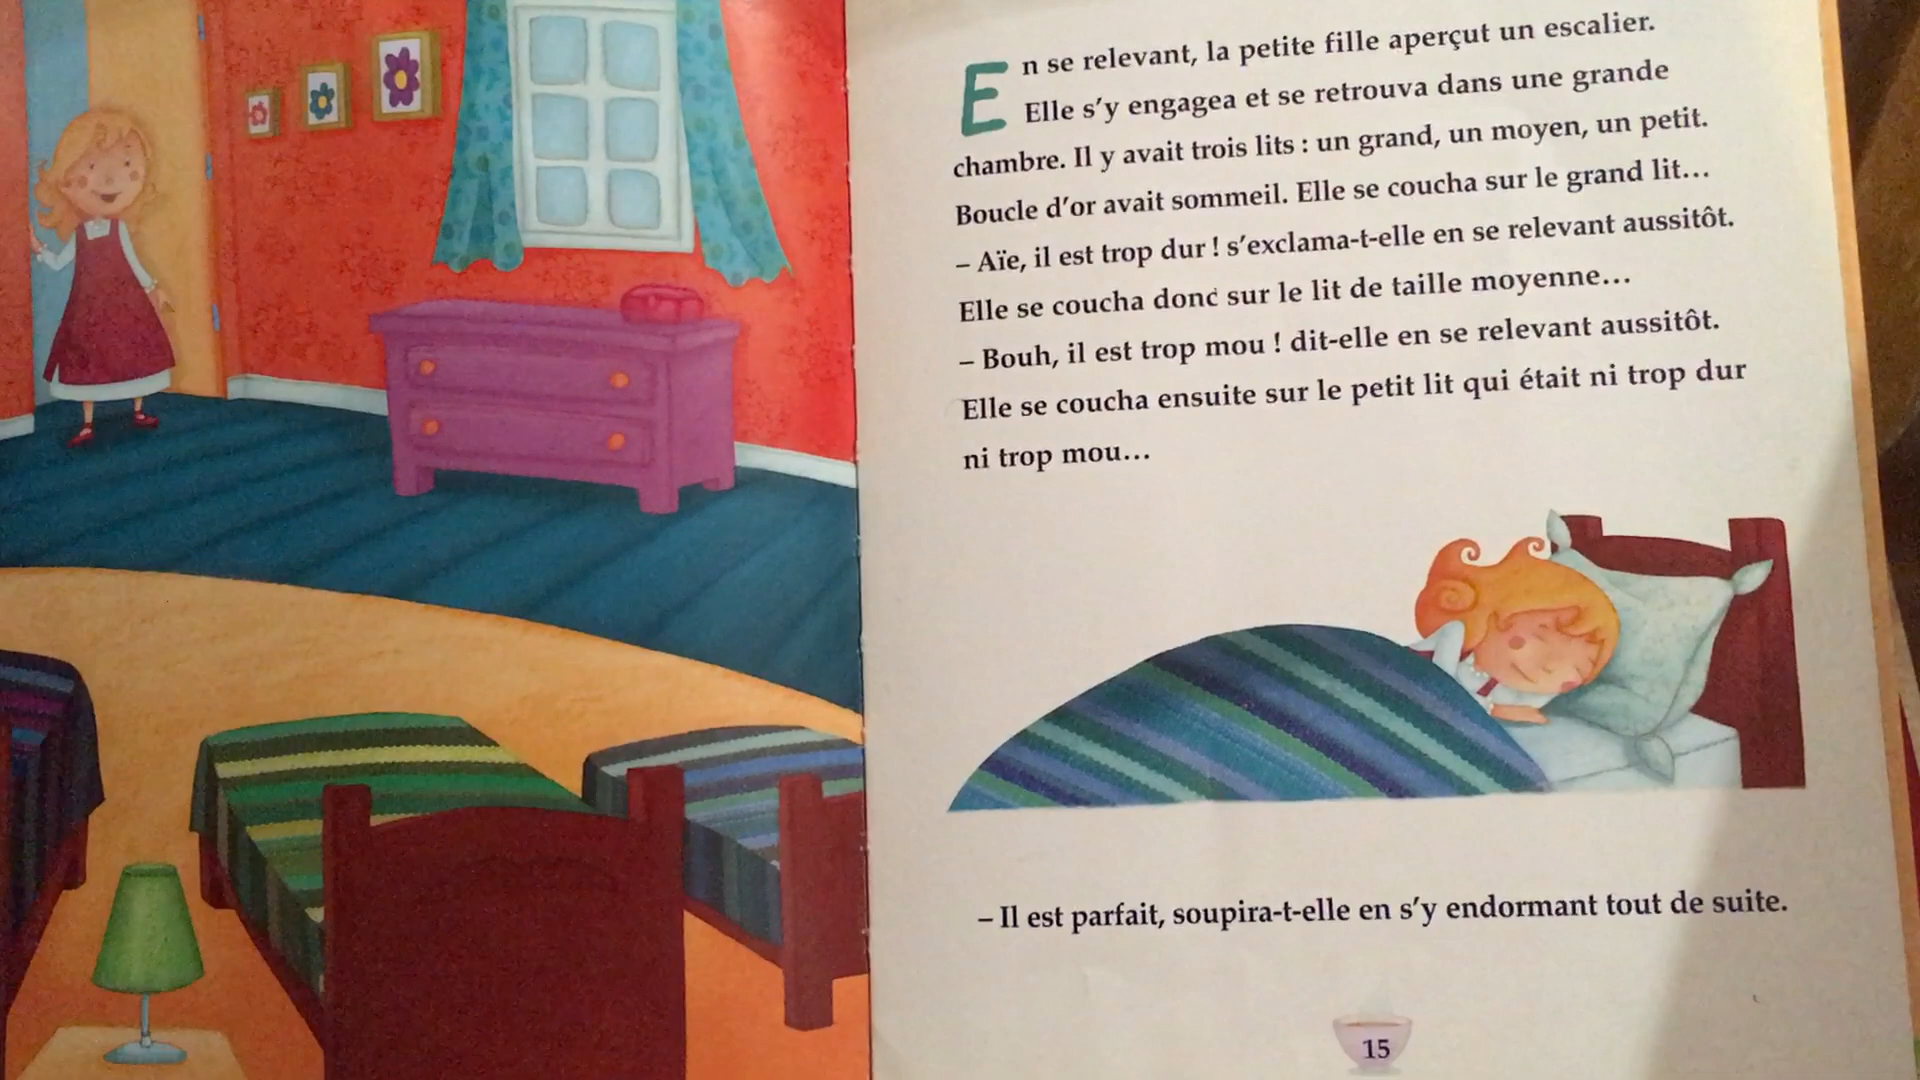 En se relevant, la petite fille aperçut un escalier.
Elle s'y engagea et se retrouva dans une grande
chambre. Il y avait trois lits : un grand, un moyen, un petit.
Boucle d'or avait sommeil. Elle se coucha sur le grand lit...
– Aïe, il est trop dur ! s'exclama-t-elle en se relevant aussitôt.
Elle se coucha donc sur le lit de taille moyenne...
– Bouh, il est trop mou ! dit-elle en se relevant aussitôt.
Elle se coucha ensuite sur le petit lit qui était ni trop dur
ni trop mou...
– Il est parfait, soupira-t-elle en s'y endormant tout de suite.
15